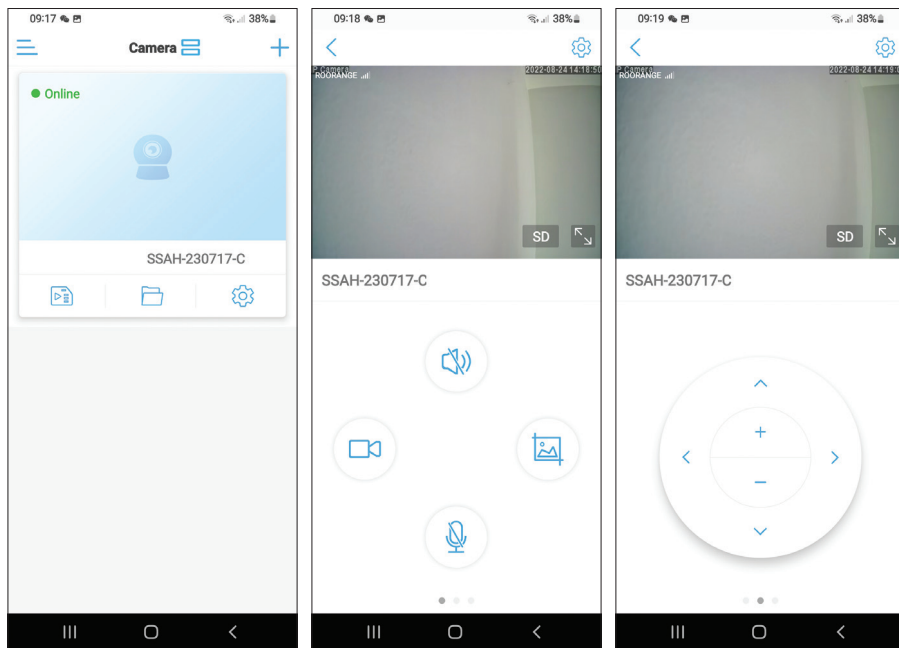 09:17 38%
Camera
Online
SSAH-230717-C
09:18 38%
P Camera 2022-08-24 14:18:50
ROORANGE
SD
SSAH-230717-C
09:19 38%
P Camera 2022-08-24 14:19:0
ROORANGE
SD
SSAH-230717-C